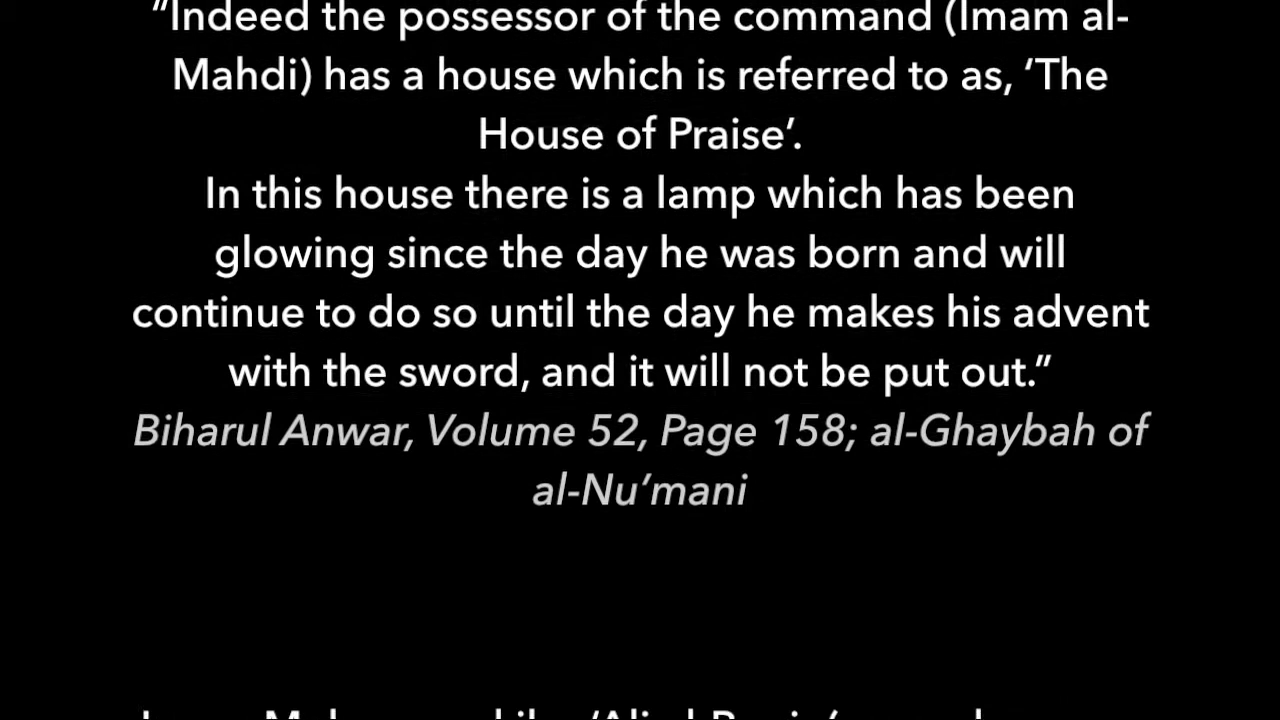 “Indeed the possessor of the command (Imam al-
Mahdi) has a house which is referred to as, ‘The
House of Praise’.
In this house there is a lamp which has been
glowing since the day he was born and will
continue to do so until the day he makes his advent
with the sword, and it will not be put out.”
Biharul Anwar, Volume 52, Page 158; al-Ghaybah of
al-Nu’mani